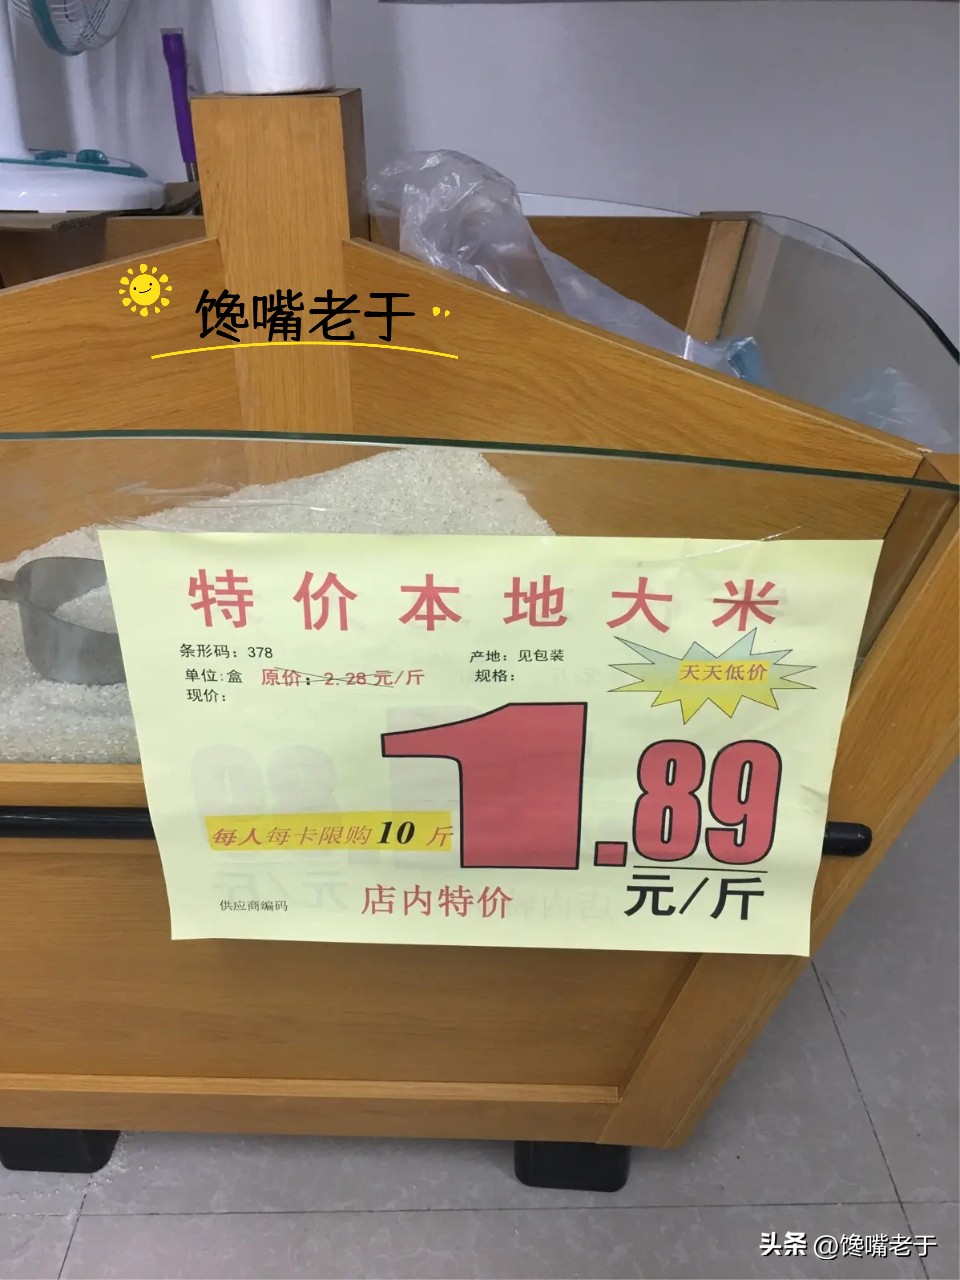 馋嘴老于
特价本地大米
条形码：378
产地：见包装
单位:盒 原价：2.28元/斤
规格：
天天低价
现价：
1.89
每人每卡限购10斤
元/斤
供应商编码
店内特价
头条 @馋嘴老于